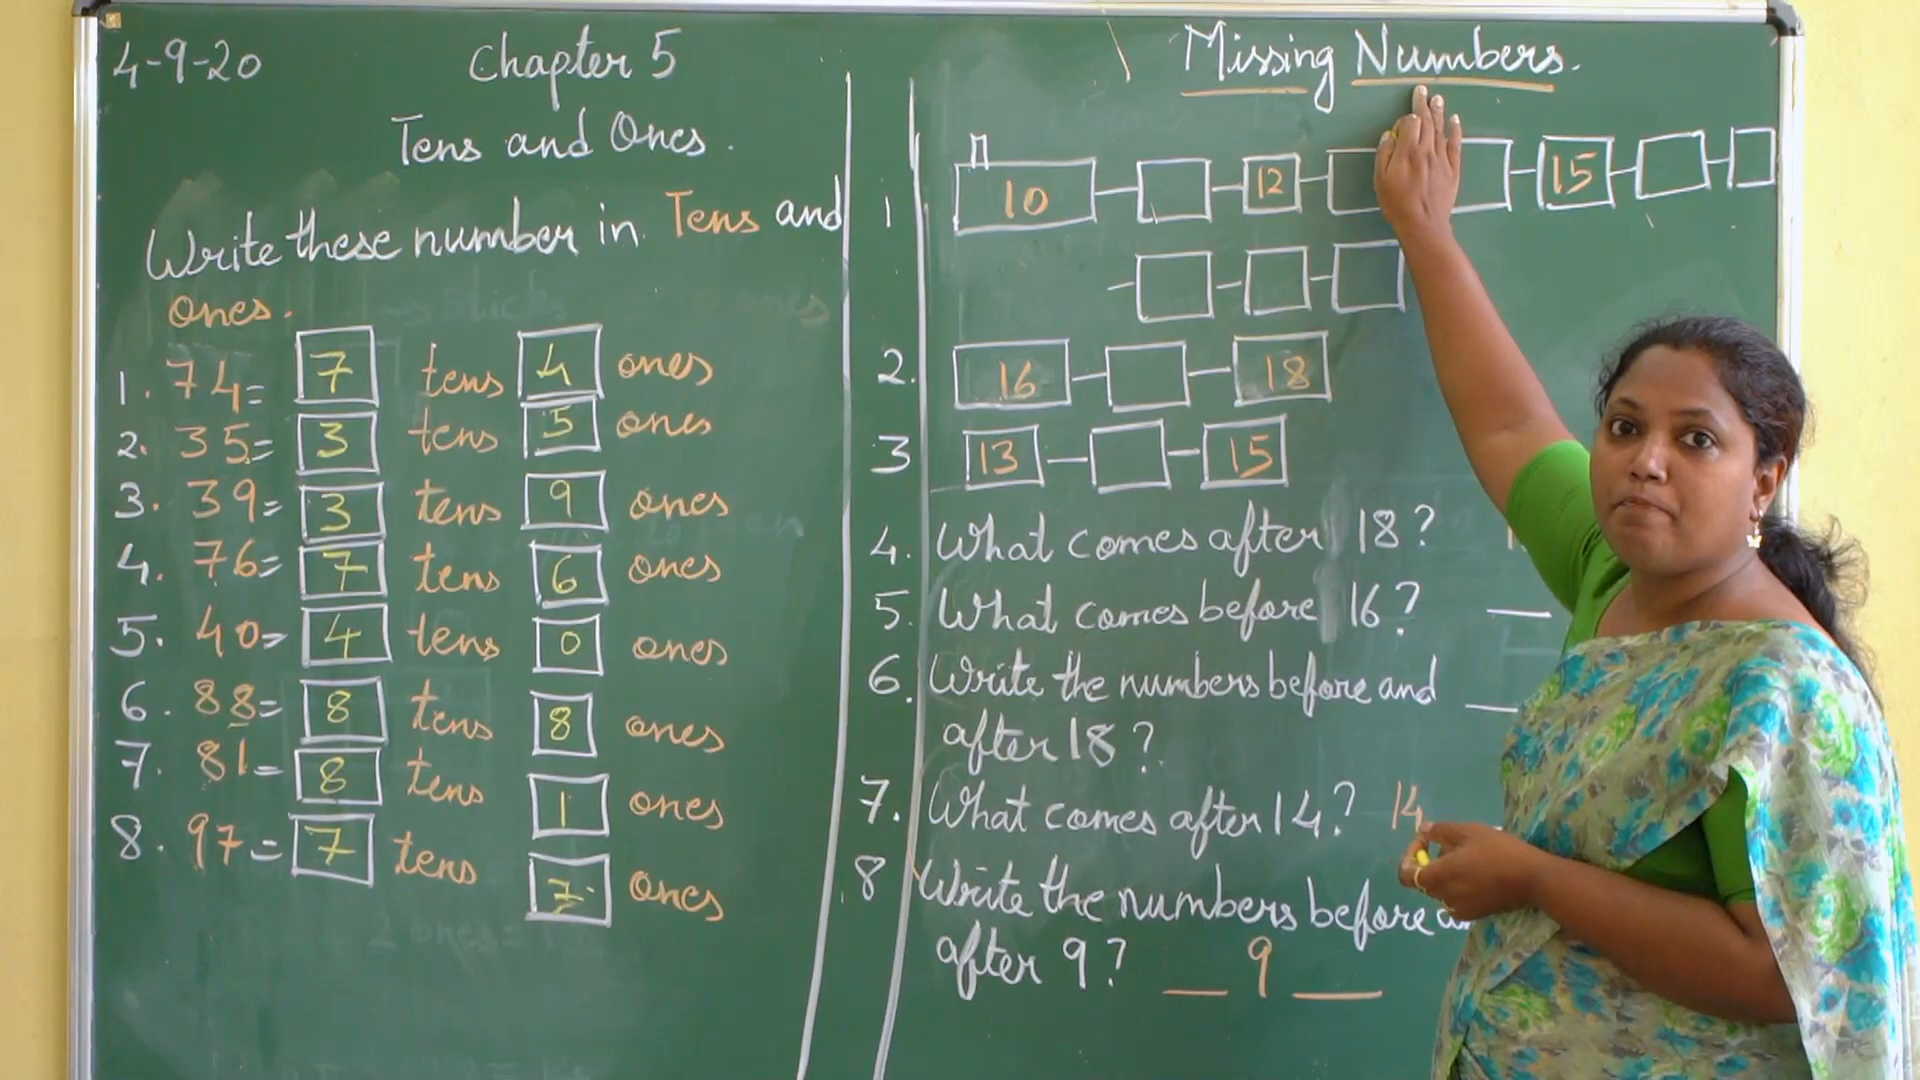 4-9-20
Chapter 5
Tens and Ones.
Write these number in Tens and
ones.
1. 74= 7 tens 4 ones
2. 35= 3 tens 5 ones
3. 39= 3 tens 9 ones
4. 76= 7 tens 6 ones
5. 40= 4 tens 0 ones
6. 88= 8 tens 8 ones
7. 81= 8 tens 1 ones
8. 97= 7 tens 7 ones
Missing Numbers.
1 10 12 15
2. 16 18
3 13 15
4. What comes after 18?
5. What comes before 16? __
6. Write the numbers before and __
after 18?
7. What comes after 14? 14
8 Write the numbers before
after 9? __ 9 __